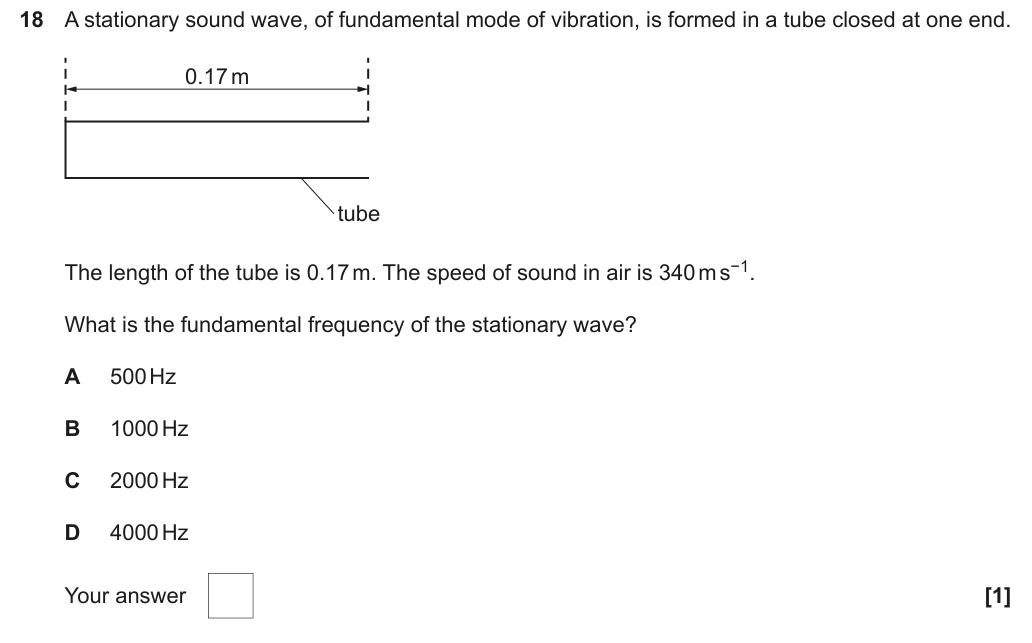 18 A stationary sound wave, of fundamental mode of vibration, is formed in a tube closed at one end.
0.17 m
tube
The length of the tube is 0.17 m. The speed of sound in air is 340 m s⁻¹.
What is the fundamental frequency of the stationary wave?
A 500 Hz
B 1000 Hz
C 2000 Hz
D 4000 Hz
Your answer [1]